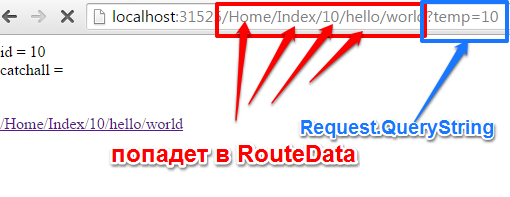 localhost:31525/Home/Index/10/hello/world?temp=10
id = 10
catchall =
/Home/Index/10/hello/world
Request.QueryString
попадет в RouteData